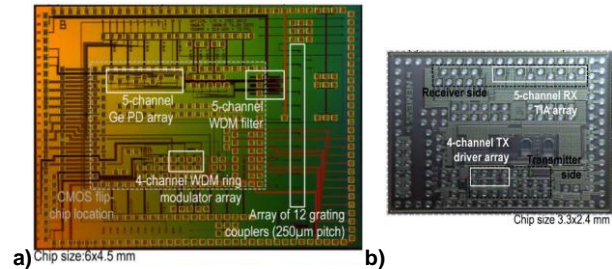 5-channel
Ge PD array
5-channel
WDM filter
4-channel WDM ring
modulator array
CMOS flip-
chip location
Array of 12 grating
couplers (250µm pitch)
a) Chip size:6x4.5 mm
Receiver side
5-channel RX
TIA array
4-channel TX
driver array
Transmitter
side
b)
Chip size 3.3x2.4 mm